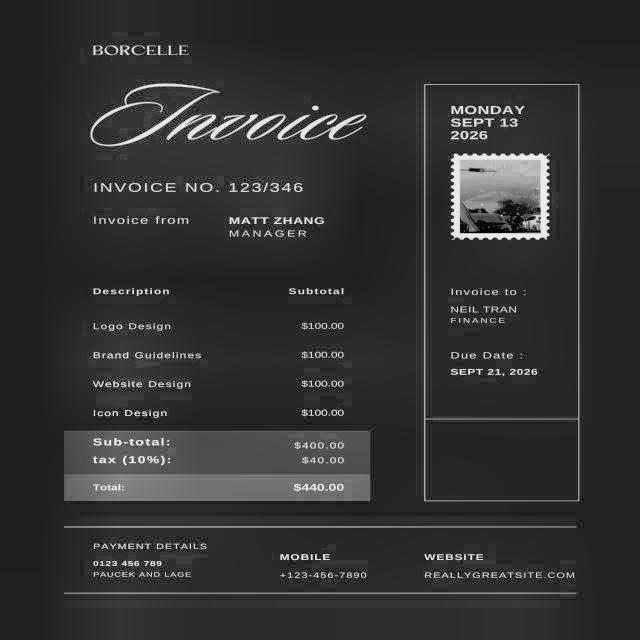 BORCELLE
Invoice
INVOICE NO. 123/346
Invoice from MATT ZHANG
MANAGER
MONDAY
SEPT 13
2026
Invoice to :
NEIL TRAN
FINANCE
Due Date :
SEPT 21, 2026
Description Subtotal
Logo Design $100.00
Brand Guidelines $100.00
Website Design $100.00
Icon Design $100.00
Sub-total: $400.00
tax (10%): $40.00
Total: $440.00
PAYMENT DETAILS
0123 456 789
PAUCEK AND LAGE
MOBILE
+123-456-7890
WEBSITE
REALLYGREATSITE.COM